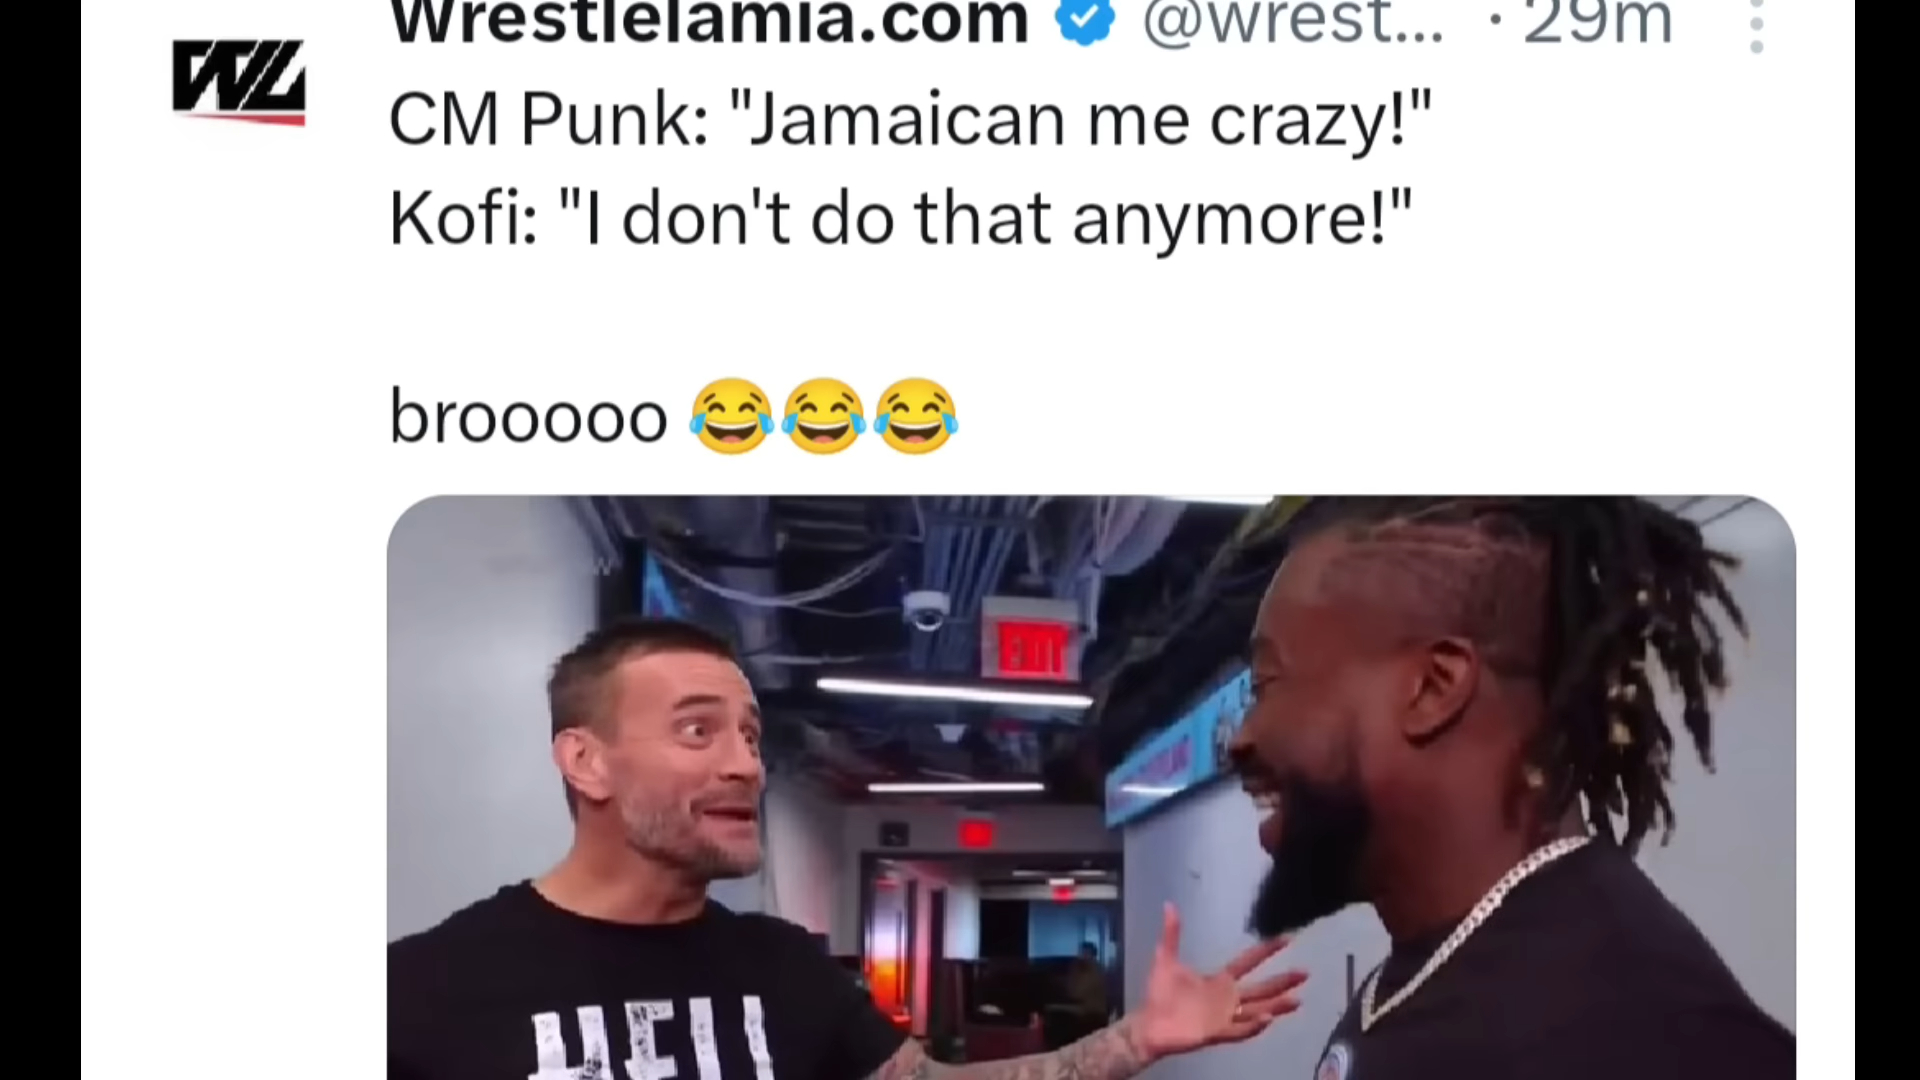 WL
Wrestlelamia.com @wrest... · 29m
CM Punk: "Jamaican me crazy!"
Kofi: "I don't do that anymore!"
brooooo 😂😂😂
EXIT
HELL